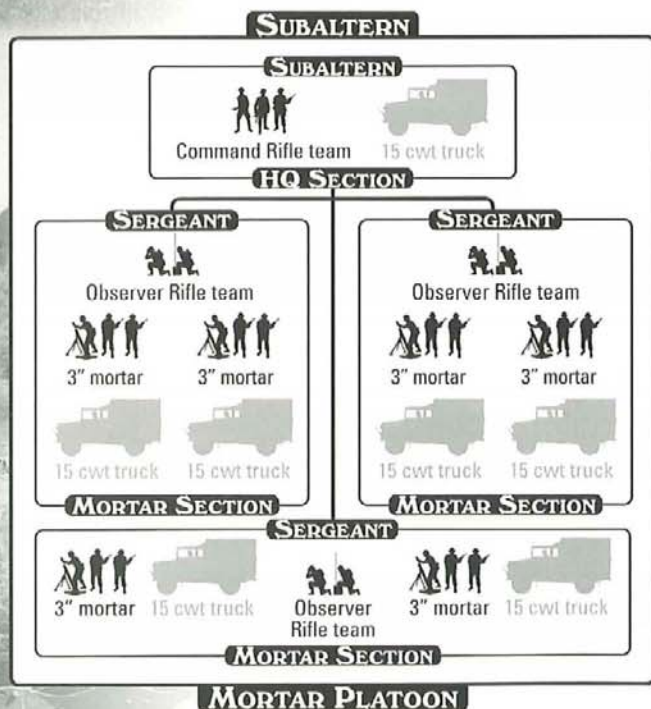 SUBALTERN
SUBALTERN
Command Rifle team
15 cwt truck
HQ SECTION
SERGEANT
Observer Rifle team
3" mortar 3" mortar
15 cwt truck 15 cwt truck
MORTAR SECTION
SERGEANT
Observer Rifle team
3" mortar 3" mortar
15 cwt truck 15 cwt truck
MORTAR SECTION
SERGEANT
3" mortar
15 cwt truck
Observer
Rifle team
3" mortar
15 cwt truck
MORTAR SECTION
MORTAR PLATOON